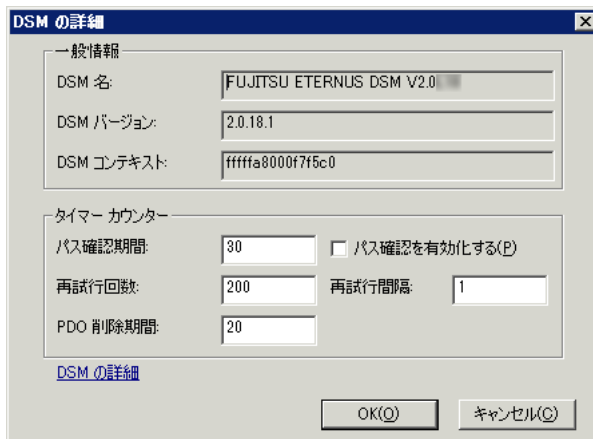 DSM の詳細
一般情報
DSM 名: FUJITSU ETERNUS DSM V2.0
DSM バージョン: 2.0.18.1
DSM コンテキスト: fffffa8000f7f5c0
タイマー カウンター
パス確認期間: 30 パス確認を有効化する(P)
再試行回数: 200 再試行間隔: 1
PDO 削除期間: 20
DSM の詳細
OK(O) キャンセル(C)